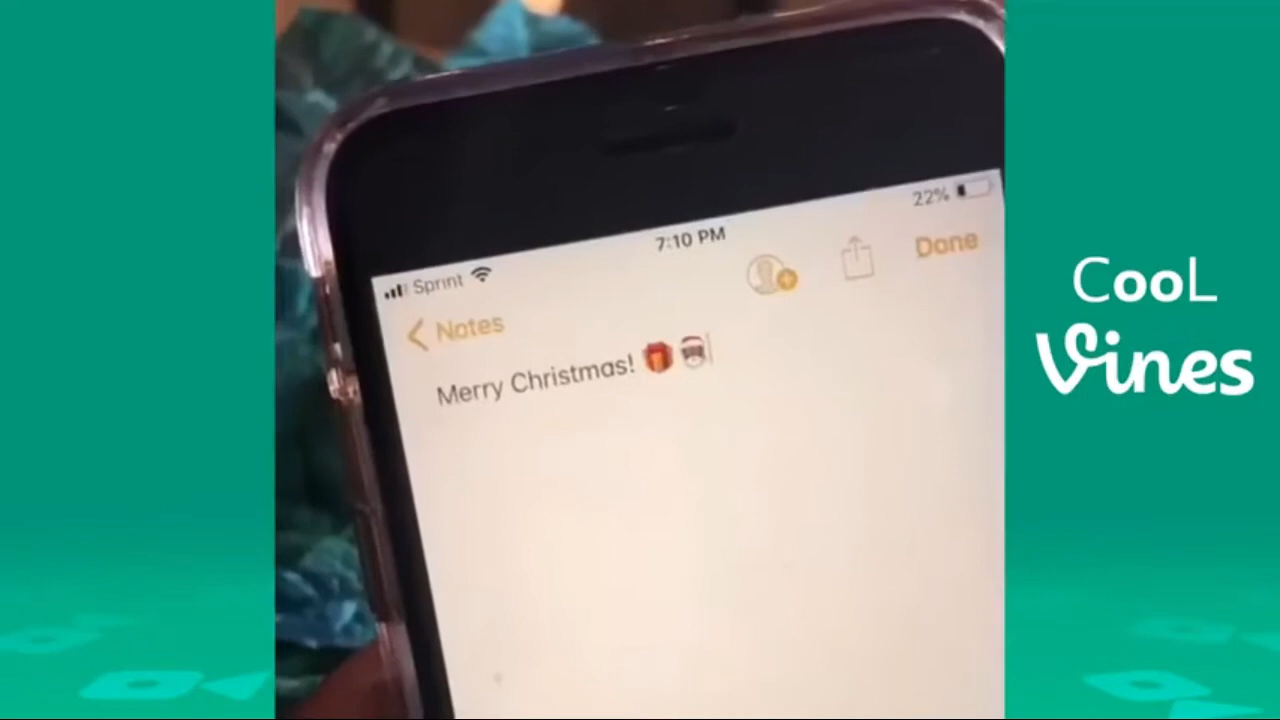 Sprint 7:10 PM 22%
Notes Done
Merry Christmas! 🎁🎅🏿
CooL
Vines